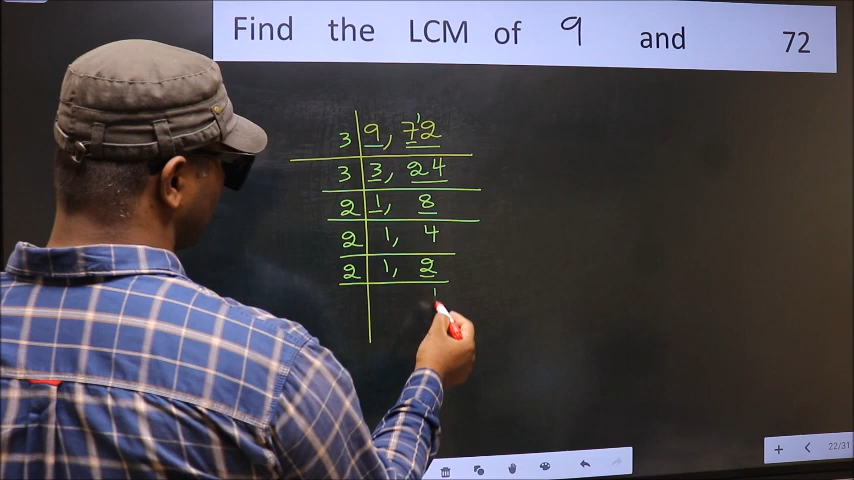 Find the LCM of 9 and 72
3 9, 7¹2
3 3, 24
2 1, 8
2 1, 4
2 1, 2
1
22/31